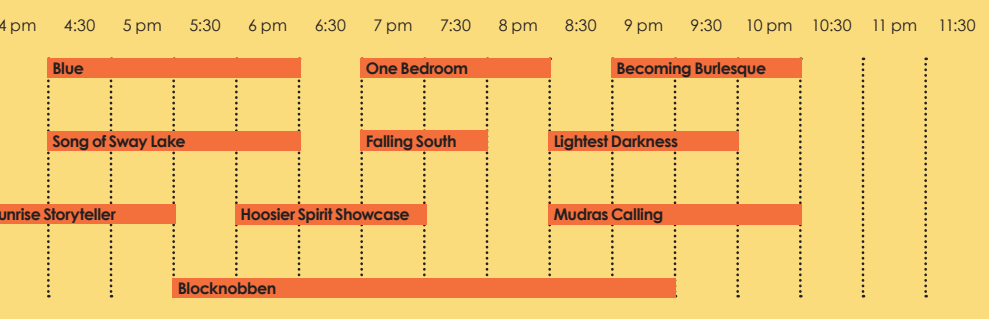 4 pm 4:30 5 pm 5:30 6 pm 6:30 7 pm 7:30 8 pm 8:30 9 pm 9:30 10 pm 10:30 11 pm 11:30
Blue One Bedroom Becoming Burlesque
Song of Sway Lake Falling South Lightest Darkness
unrise Storyteller Hoosier Spirit Showcase Mudras Calling
Blocknobben